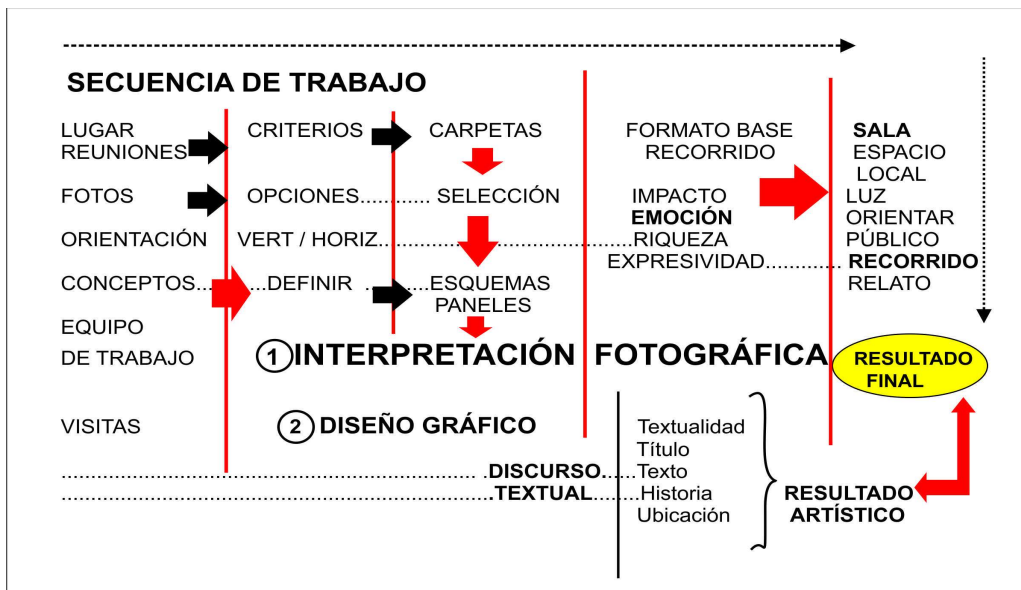 SECUENCIA DE TRABAJO
LUGAR
REUNIONES
FOTOS
ORIENTACIÓN
CONCEPTOS
EQUIPO
DE TRABAJO
VISITAS
CRITERIOS
OPCIONES
VERT / HORIZ
DEFINIR
CARPETAS
SELECCIÓN
ESQUEMAS
PANELES
FORMATO BASE
RECORRIDO
IMPACTO
EMOCIÓN
RIQUEZA
EXPRESIVIDAD
SALA
ESPACIO
LOCAL
LUZ
ORIENTAR
PÚBLICO
RECORRIDO
RELATO
1 INTERPRETACIÓN FOTOGRÁFICA
RESULTADO
FINAL
2 DISEÑO GRÁFICO
DISCURSO
TEXTUAL
Textualidad
Título
Texto
Historia
Ubicación
RESULTADO
ARTÍSTICO